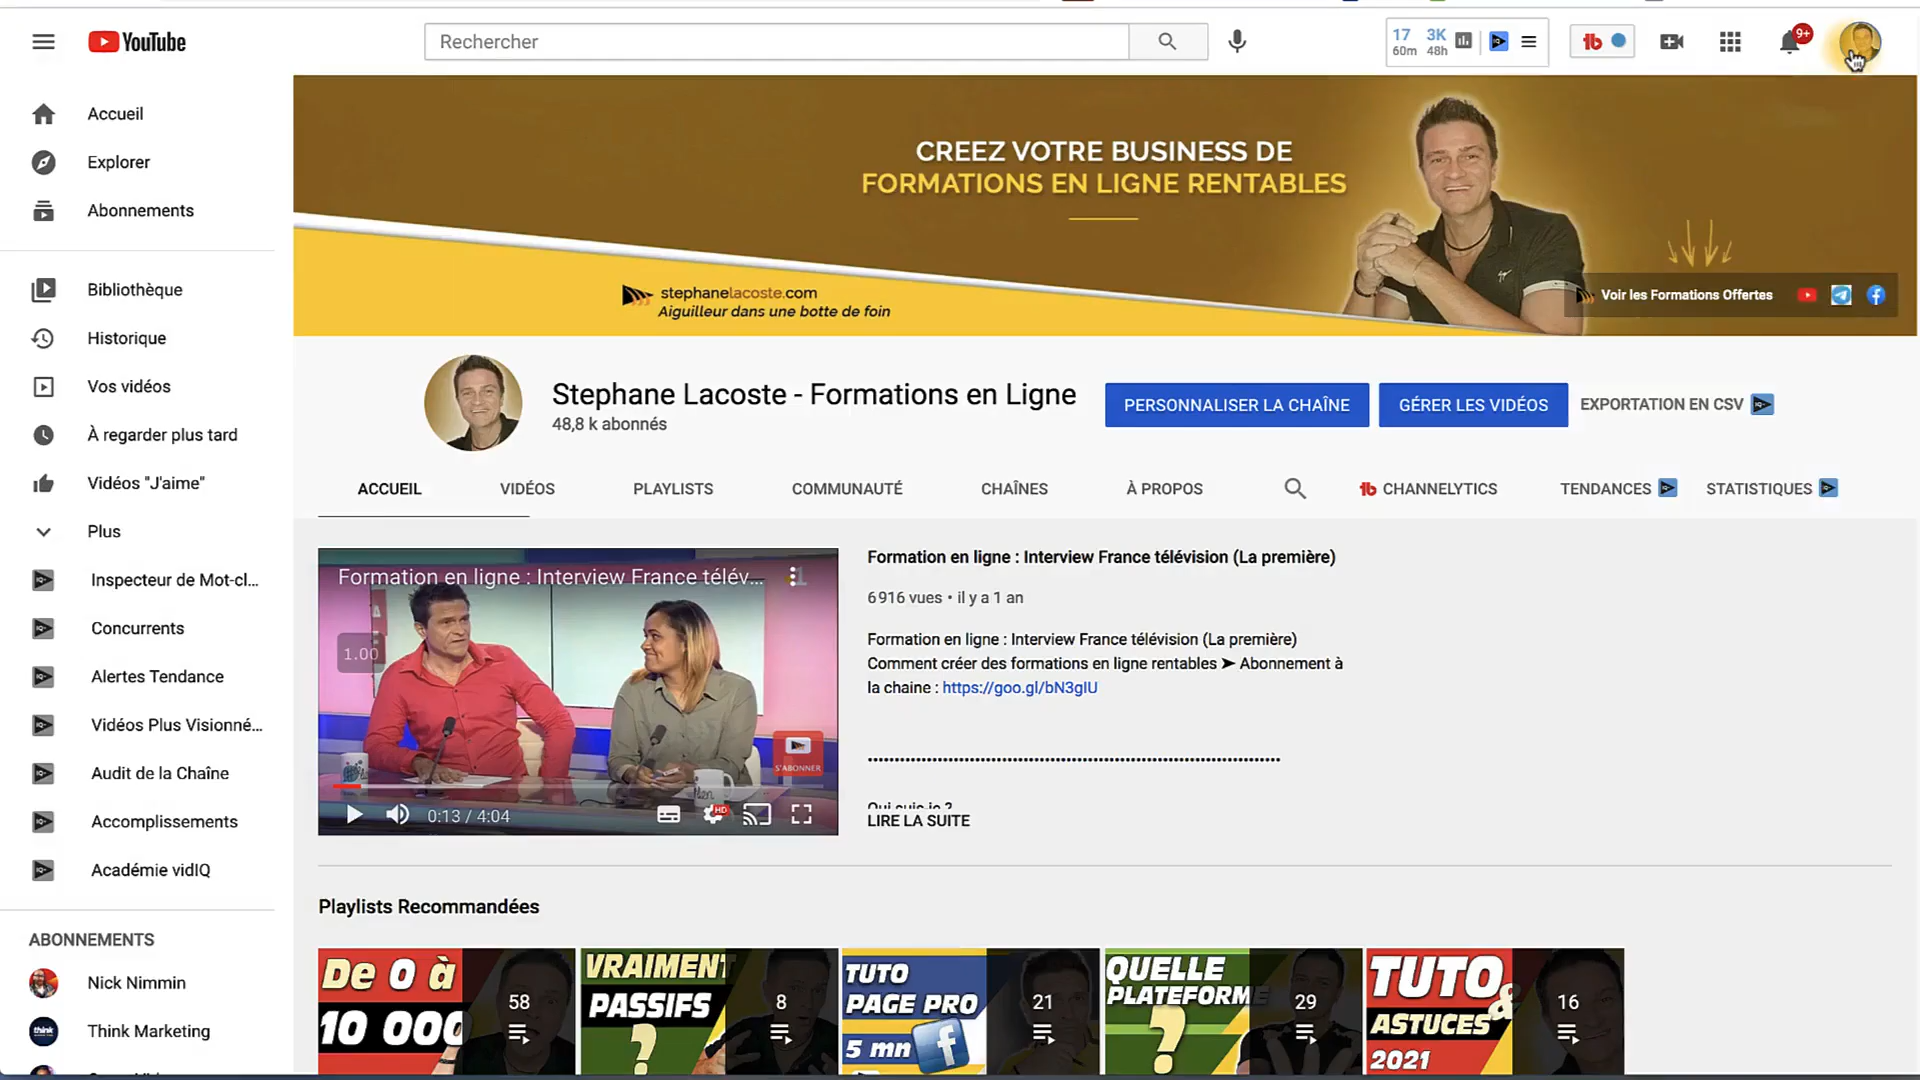 YouTube
Rechercher
17
60m
3K
48h
9+
Accueil
Explorer
Abonnements
Bibliothèque
Historique
Vos vidéos
À regarder plus tard
Vidéos "J'aime"
Plus
Inspecteur de Mot-cl...
Concurrents
Alertes Tendance
Vidéos Plus Visionné...
Audit de la Chaîne
Accomplissements
Académie vidIQ
ABONNEMENTS
Nick Nimmin
Think Marketing
CREEZ VOTRE BUSINESS DE
FORMATIONS EN LIGNE RENTABLES
stephanelacoste.com
Aiguilleur dans une botte de foin
Voir les Formations Offertes
Stephane Lacoste - Formations en Ligne
48,8 k abonnés
PERSONNALISER LA CHAÎNE
GÉRER LES VIDÉOS
EXPORTATION EN CSV
ACCUEIL
VIDÉOS
PLAYLISTS
COMMUNAUTÉ
CHAÎNES
À PROPOS
CHANNELYTICS
TENDANCES
STATISTIQUES
Formation en ligne : Interview France télév...
1.00
S'ABONNER
0:13 / 4:04
HD
Formation en ligne : Interview France télévision (La première)
6 916 vues • il y a 1 an
Formation en ligne : Interview France télévision (La première)
Comment créer des formations en ligne rentables ➤ Abonnement à
la chaine : https://goo.gl/bN3gIU
Qui suis-je ?
LIRE LA SUITE
Playlists Recommandées
De 0 à
10 000
58
VRAIMENT
PASSIFS
?
8
TUTO
PAGE PRO
5 mn
21
QUELLE
PLATEFORME
?
29
TUTO
&
ASTUCES
2021
16